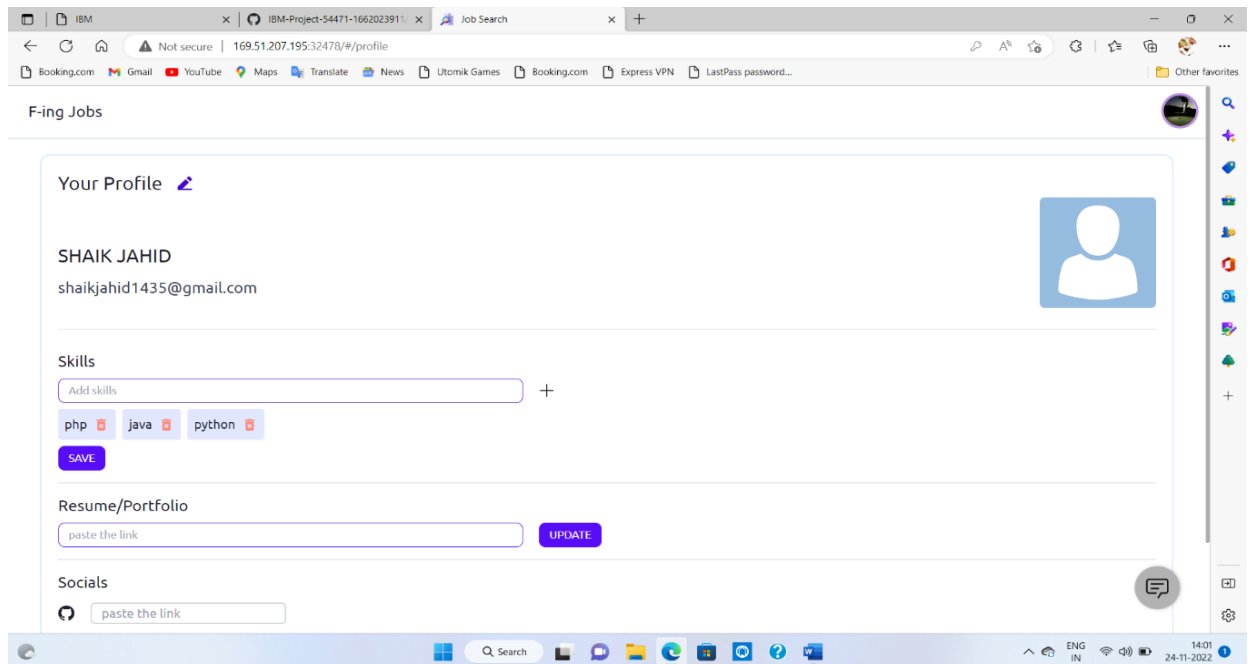 IBM
IBM-Project-54471-1662023911/
Job Search
Not secure | 169.51.207.195:32478/#/profile
Booking.com Gmail YouTube Maps Translate News Utomik Games Booking.com Express VPN LastPass password... Other favorites
F-ing Jobs
Your Profile
SHAIK JAHID
shaikjahid1435@gmail.com
Skills
Add skills
php java python
SAVE
Resume/Portfolio
paste the link UPDATE
Socials
paste the link
Search
ENG
IN
14:01
24-11-2022
1